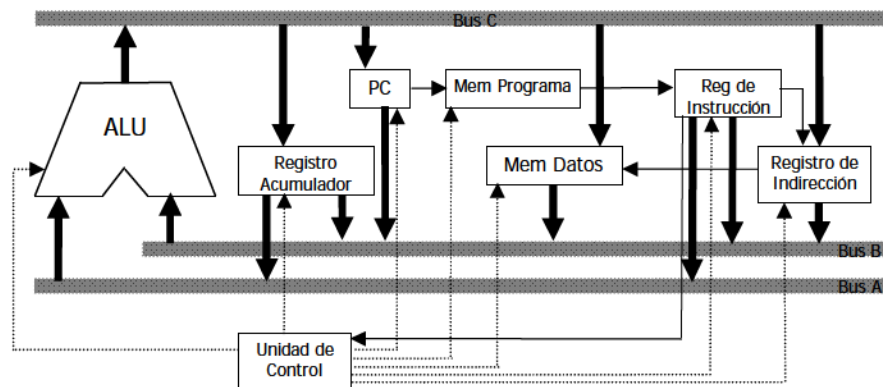 Bus C
PC
Mem Programa
Reg de
Instrucción
ALU
Registro
Acumulador
Mem Datos
Registro de
Indirección
Bus B
Bus A
Unidad de
Control